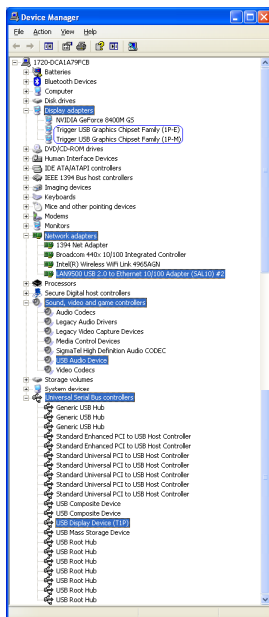 Device Manager
File Action View Help
1720-DCA1A79FCB
Batteries
Bluetooth Devices
Computer
Disk drives
Display adapters
NVIDIA GeForce 8400M GS
Trigger USB Graphics Chipset Family (1P-E)
Trigger USB Graphics Chipset Family (1P-M)
DVD/CD-ROM drives
Human Interface Devices
IDE ATA/ATAPI controllers
IEEE 1394 Bus host controllers
Imaging devices
Keyboards
Mice and other pointing devices
Modems
Monitors
Network adapters
1394 Net Adapter
Broadcom 440x 10/100 Integrated Controller
Intel(R) Wireless WiFi Link 4965AGN
LAN9500 USB 2.0 to Ethernet 10/100 Adapter (SAL10) #2
Processors
Secure Digital host controllers
Sound, video and game controllers
Audio Codecs
Legacy Audio Drivers
Legacy Video Capture Devices
Media Control Devices
SigmaTel High Definition Audio CODEC
USB Audio Device
Video Codecs
Storage volumes
System devices
Universal Serial Bus controllers
Generic USB Hub
Generic USB Hub
Generic USB Hub
Standard Enhanced PCI to USB Host Controller
Standard Enhanced PCI to USB Host Controller
Standard Universal PCI to USB Host Controller
Standard Universal PCI to USB Host Controller
Standard Universal PCI to USB Host Controller
Standard Universal PCI to USB Host Controller
Standard Universal PCI to USB Host Controller
USB Composite Device
USB Composite Device
USB Display Device (T1P)
USB Mass Storage Device
USB Root Hub
USB Root Hub
USB Root Hub
USB Root Hub
USB Root Hub
USB Root Hub
USB Root Hub